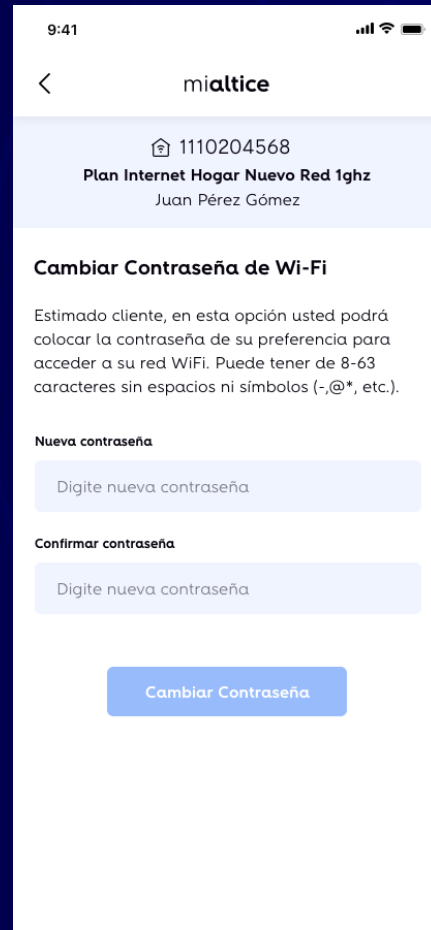 9:41
mialtice
1110204568
Plan Internet Hogar Nuevo Red 1ghz
Juan Pérez Gómez
Cambiar Contraseña de Wi-Fi
Estimado cliente, en esta opción usted podrá
colocar la contraseña de su preferencia para
acceder a su red WiFi. Puede tener de 8-63
caracteres sin espacios ni símbolos (-,@*, etc.).
Nueva contraseña
Digite nueva contraseña
Confirmar contraseña
Digite nueva contraseña
Cambiar Contraseña